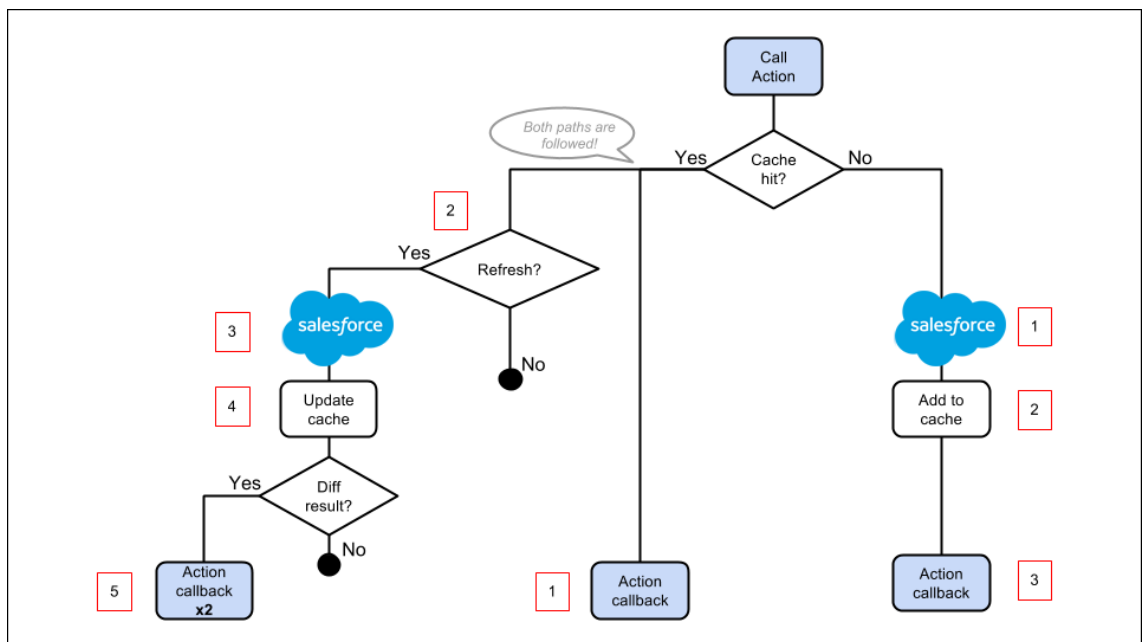 Call
Action
Both paths are
followed!
Yes
Cache
hit?
No
2
Yes
Refresh?
No
3
salesforce
salesforce
1
4
Update
cache
Add to
cache
2
Yes
Diff
result?
No
5
Action
callback
x2
1
Action
callback
Action
callback
3